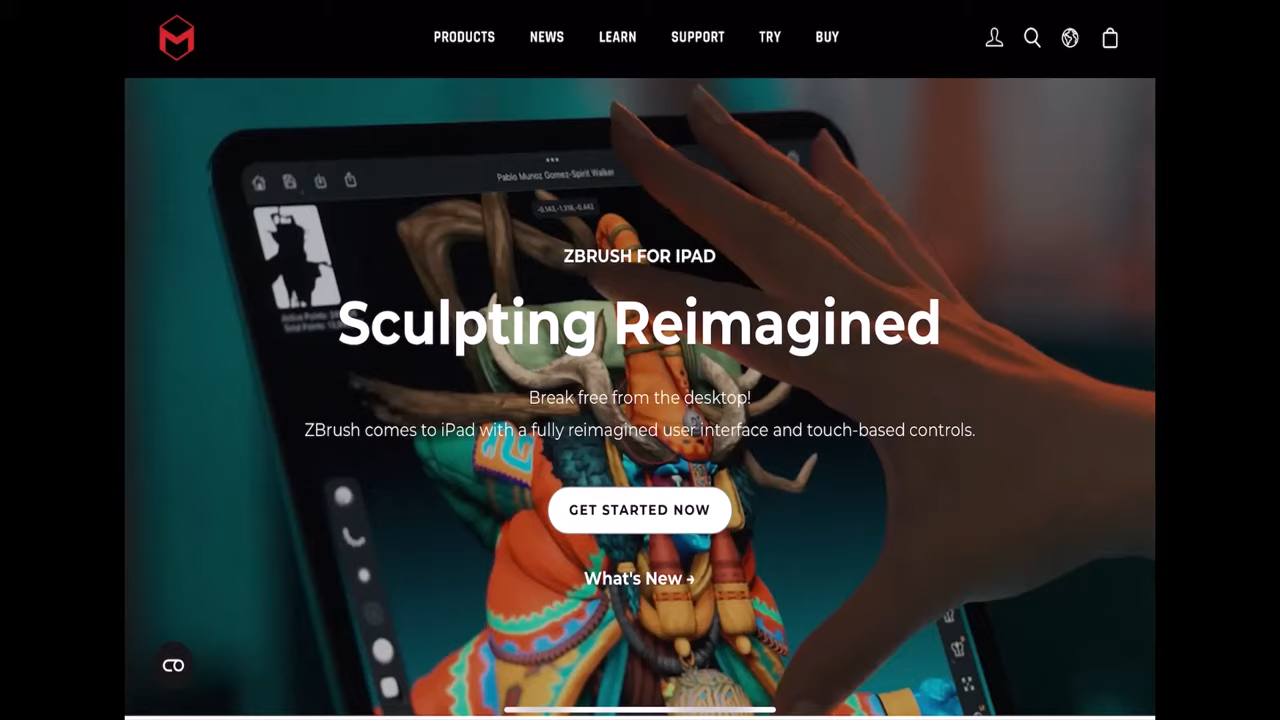 PRODUCTS NEWS LEARN SUPPORT TRY BUY
Pablo Munoz Gomez-Spirit Walker
ZBRUSH FOR IPAD
Sculpting Reimagined
Break free from the desktop!
ZBrush comes to iPad with a fully reimagined user interface and touch-based controls.
GET STARTED NOW
What's New →